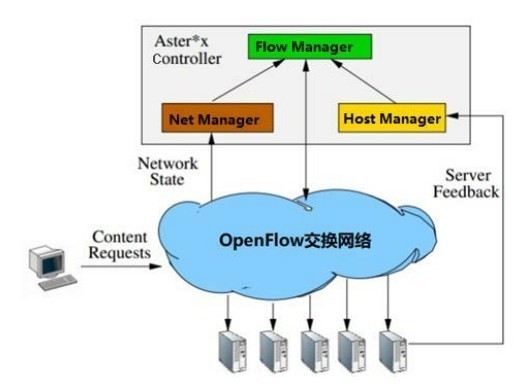 Aster*x
Controller
Flow Manager
Net Manager
Host Manager
Network
State
Server
Feedback
Content
Requests
OpenFlow交换网络